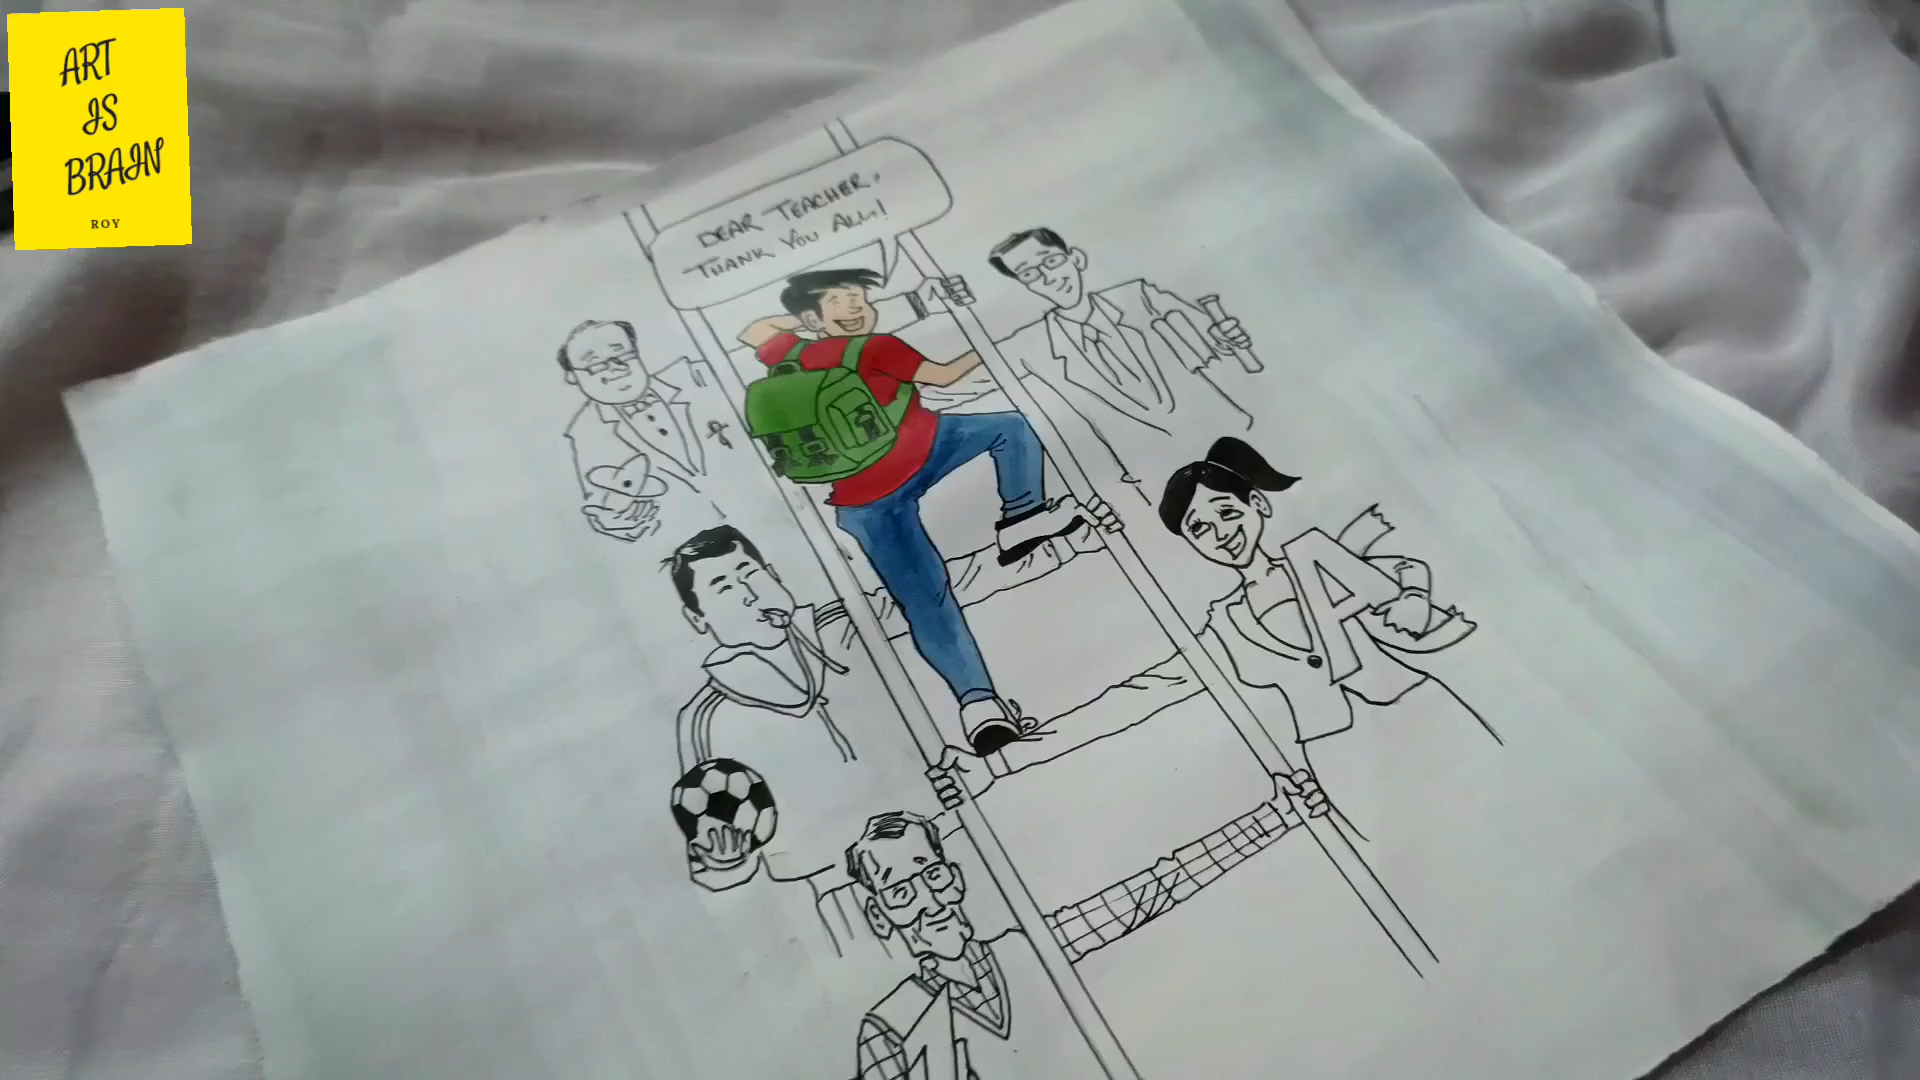 ART
IS
BRAIN
ROY
DEAR TEACHER,
THANK YOU ALL!
A